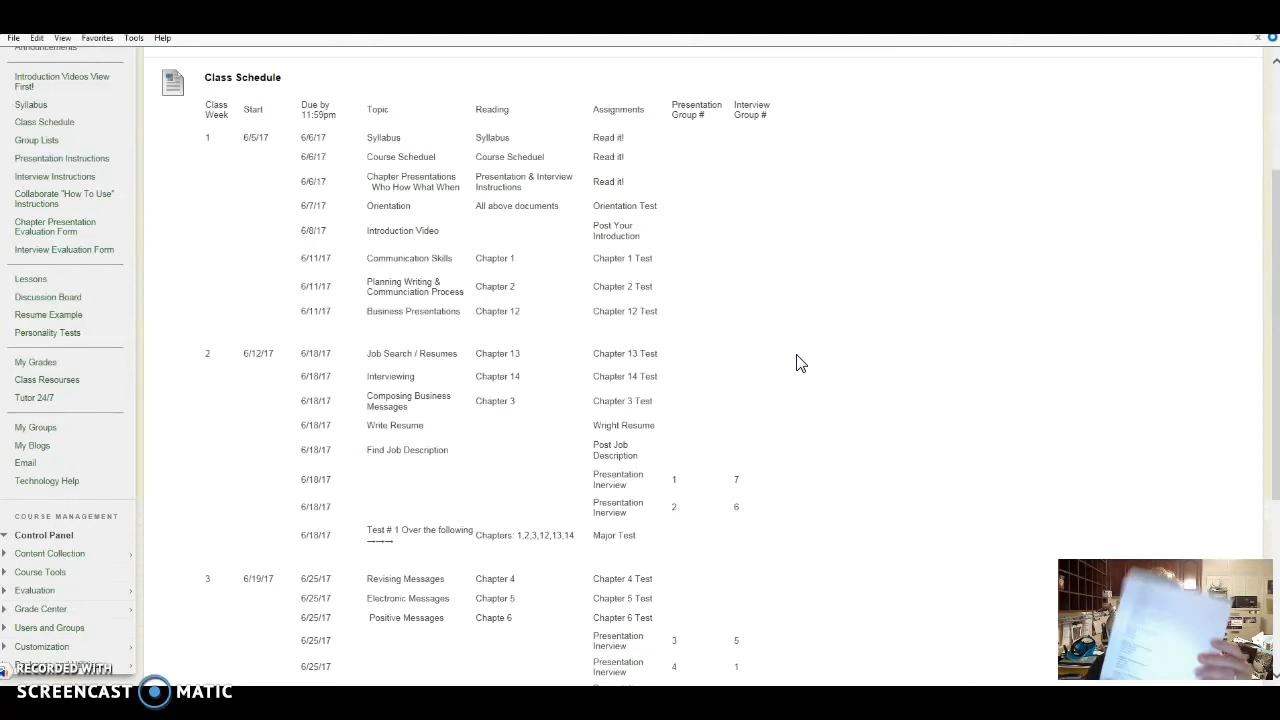 File Edit View Favorites Tools Help
Announcements
Introduction Videos View
First!
Syllabus
Class Schedule
Group Lists
Presentation Instructions
Interview Instructions
Collaborate "How To Use"
Instructions
Chapter Presentation
Evaluation Form
Interview Evaluation Form
Lessons
Discussion Board
Resume Example
Personality Tests
My Grades
Class Resourses
Tutor 24/7
My Groups
My Blogs
Email
Technology Help
COURSE MANAGEMENT
Control Panel
Content Collection
Course Tools
Evaluation
Grade Center
Users and Groups
Customization
RECORDED WITH
SCREENCAST MATIC
Class Schedule
Class Week Start Due by 11:59pm Topic Reading Assignments Presentation Group # Interview Group #
1 6/5/17 6/6/17 Syllabus Syllabus Read it!
6/6/17 Course Scheduel Course Scheduel Read it!
6/6/17 Chapter Presentations Who How What When Presentation & Interview Instructions Read it!
6/7/17 Orientation All above documents Orientation Test
6/8/17 Introduction Video Post Your Introduction
6/11/17 Communication Skills Chapter 1 Chapter 1 Test
6/11/17 Planning Writing & Communciation Process Chapter 2 Chapter 2 Test
6/11/17 Business Presentations Chapter 12 Chapter 12 Test
2 6/12/17 6/18/17 Job Search / Resumes Chapter 13 Chapter 13 Test
6/18/17 Interviewing Chapter 14 Chapter 14 Test
6/18/17 Composing Business Messages Chapter 3 Chapter 3 Test
6/18/17 Write Resume Wright Resume
6/18/17 Find Job Description Post Job Description
6/18/17 Presentation Inerview 1 7
6/18/17 Presentation Inerview 2 6
6/18/17 Test # 1 Over the following →→→ Chapters: 1,2,3,12,13,14 Major Test
3 6/19/17 6/25/17 Revising Messages Chapter 4 Chapter 4 Test
6/25/17 Electronic Messages Chapter 5 Chapter 5 Test
6/25/17 Positive Messages Chapte 6 Chapter 6 Test
6/25/17 Presentation Inerview 3 5
6/25/17 Presentation Inerview 4 1